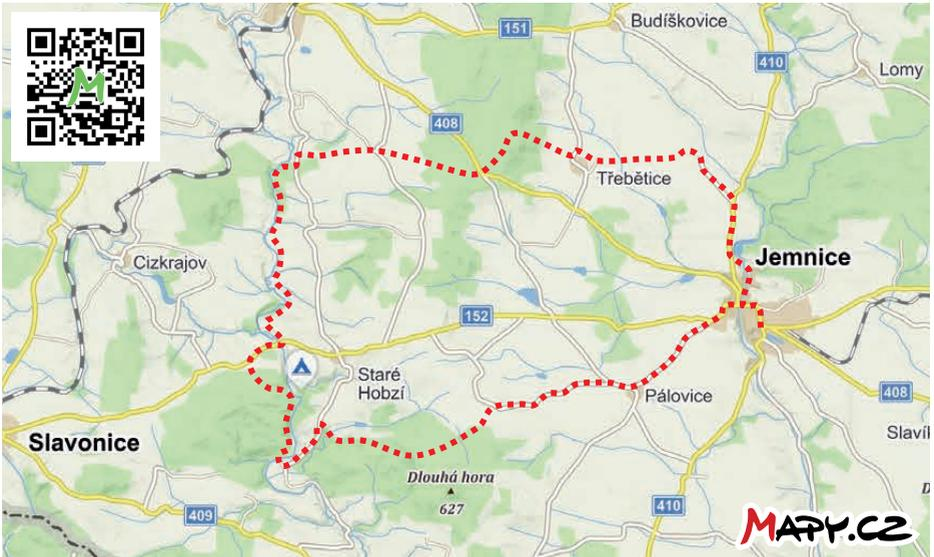 151
Budíškovice
410
Lomy
M
408
Třebětice
Cizkrajov
Jemnice
152
Staré
Hobzí
Pálovice
408
Slavonice
Dlouhá hora
627
409
410
MAPY.CZ